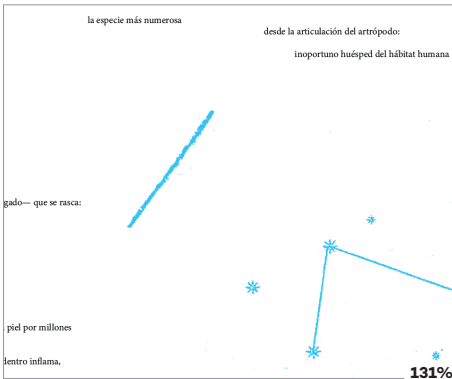 la especie más numerosa
desde la articulación del artrópodo:
inoportuno huésped del hábitat humana
gado— que se rasca:
piel por millones
dentro inflama,
131%